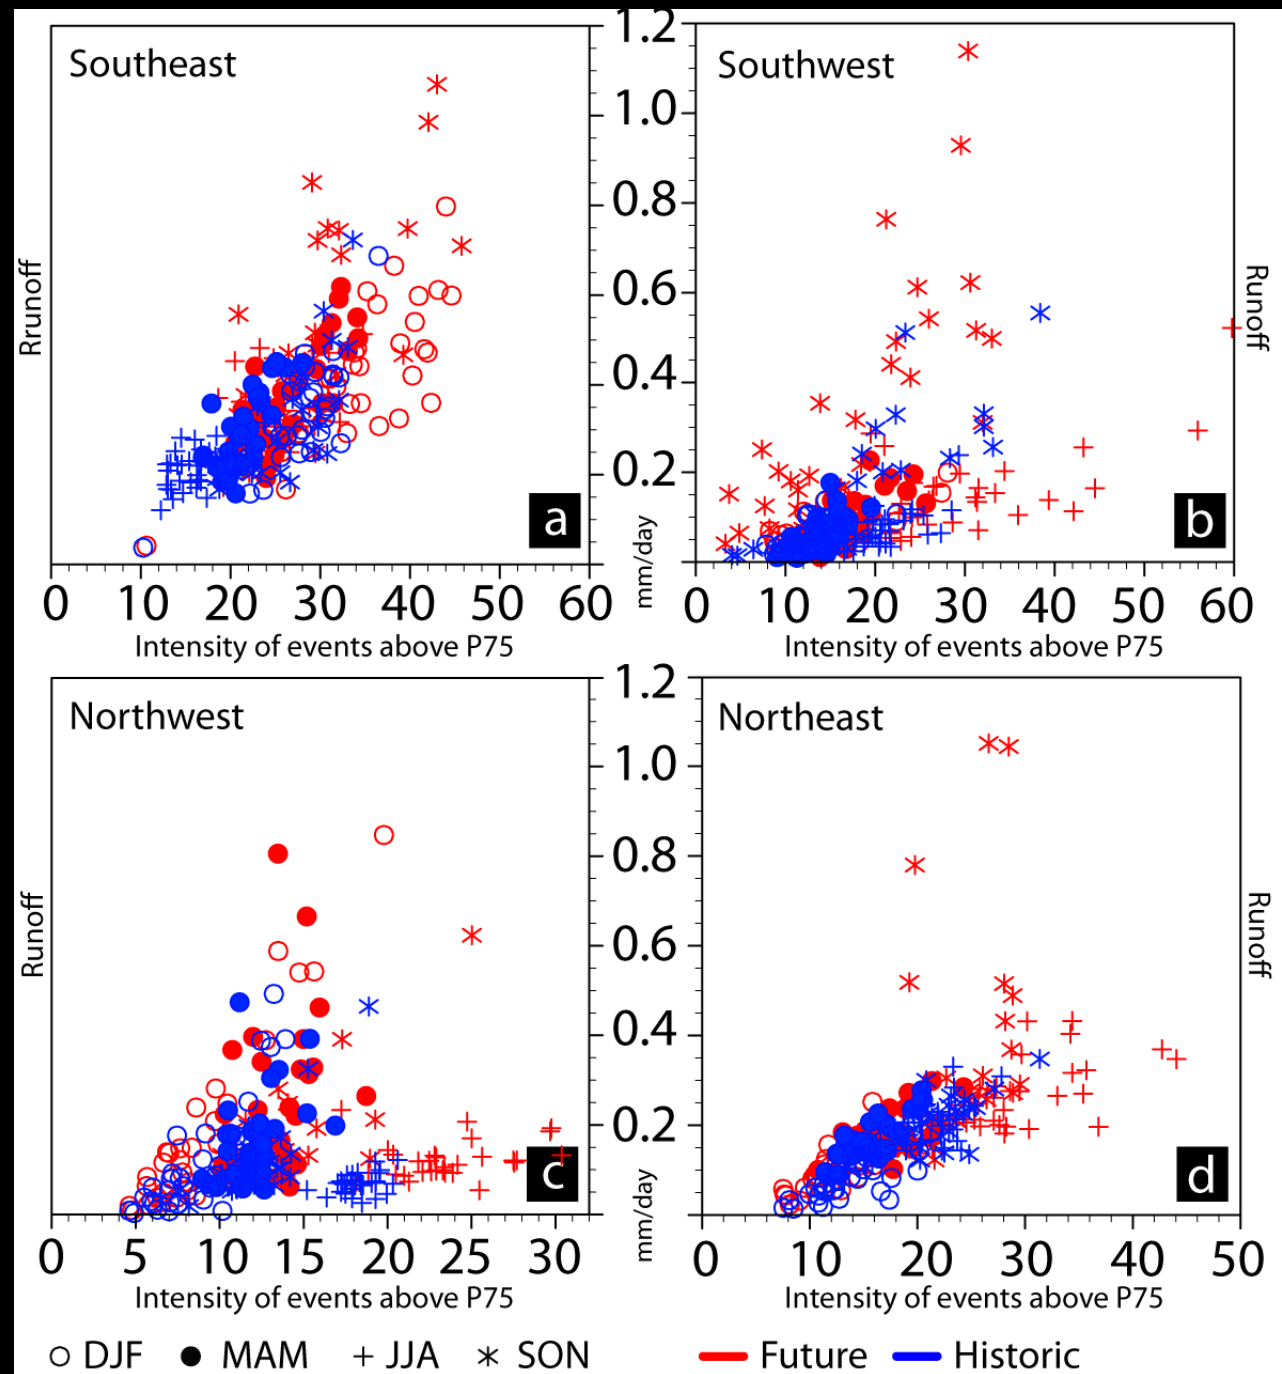 Southeast
1.2
Southwest
1.0
0.8
Rrunoff
0.6
Runoff
0.4
0.2
a
b
mm/day
0 10 20 30 40 50 60
0 10 20 30 40 50 60
Intensity of events above P75
Intensity of events above P75
1.2
Northwest
Northeast
1.0
0.8
Runoff
0.6
Runoff
0.4
0.2
c
d
mm/day
0 5 10 15 20 25 30
0 10 20 30 40 50
Intensity of events above P75
Intensity of events above P75
DJF MAM JJA SON Future Historic